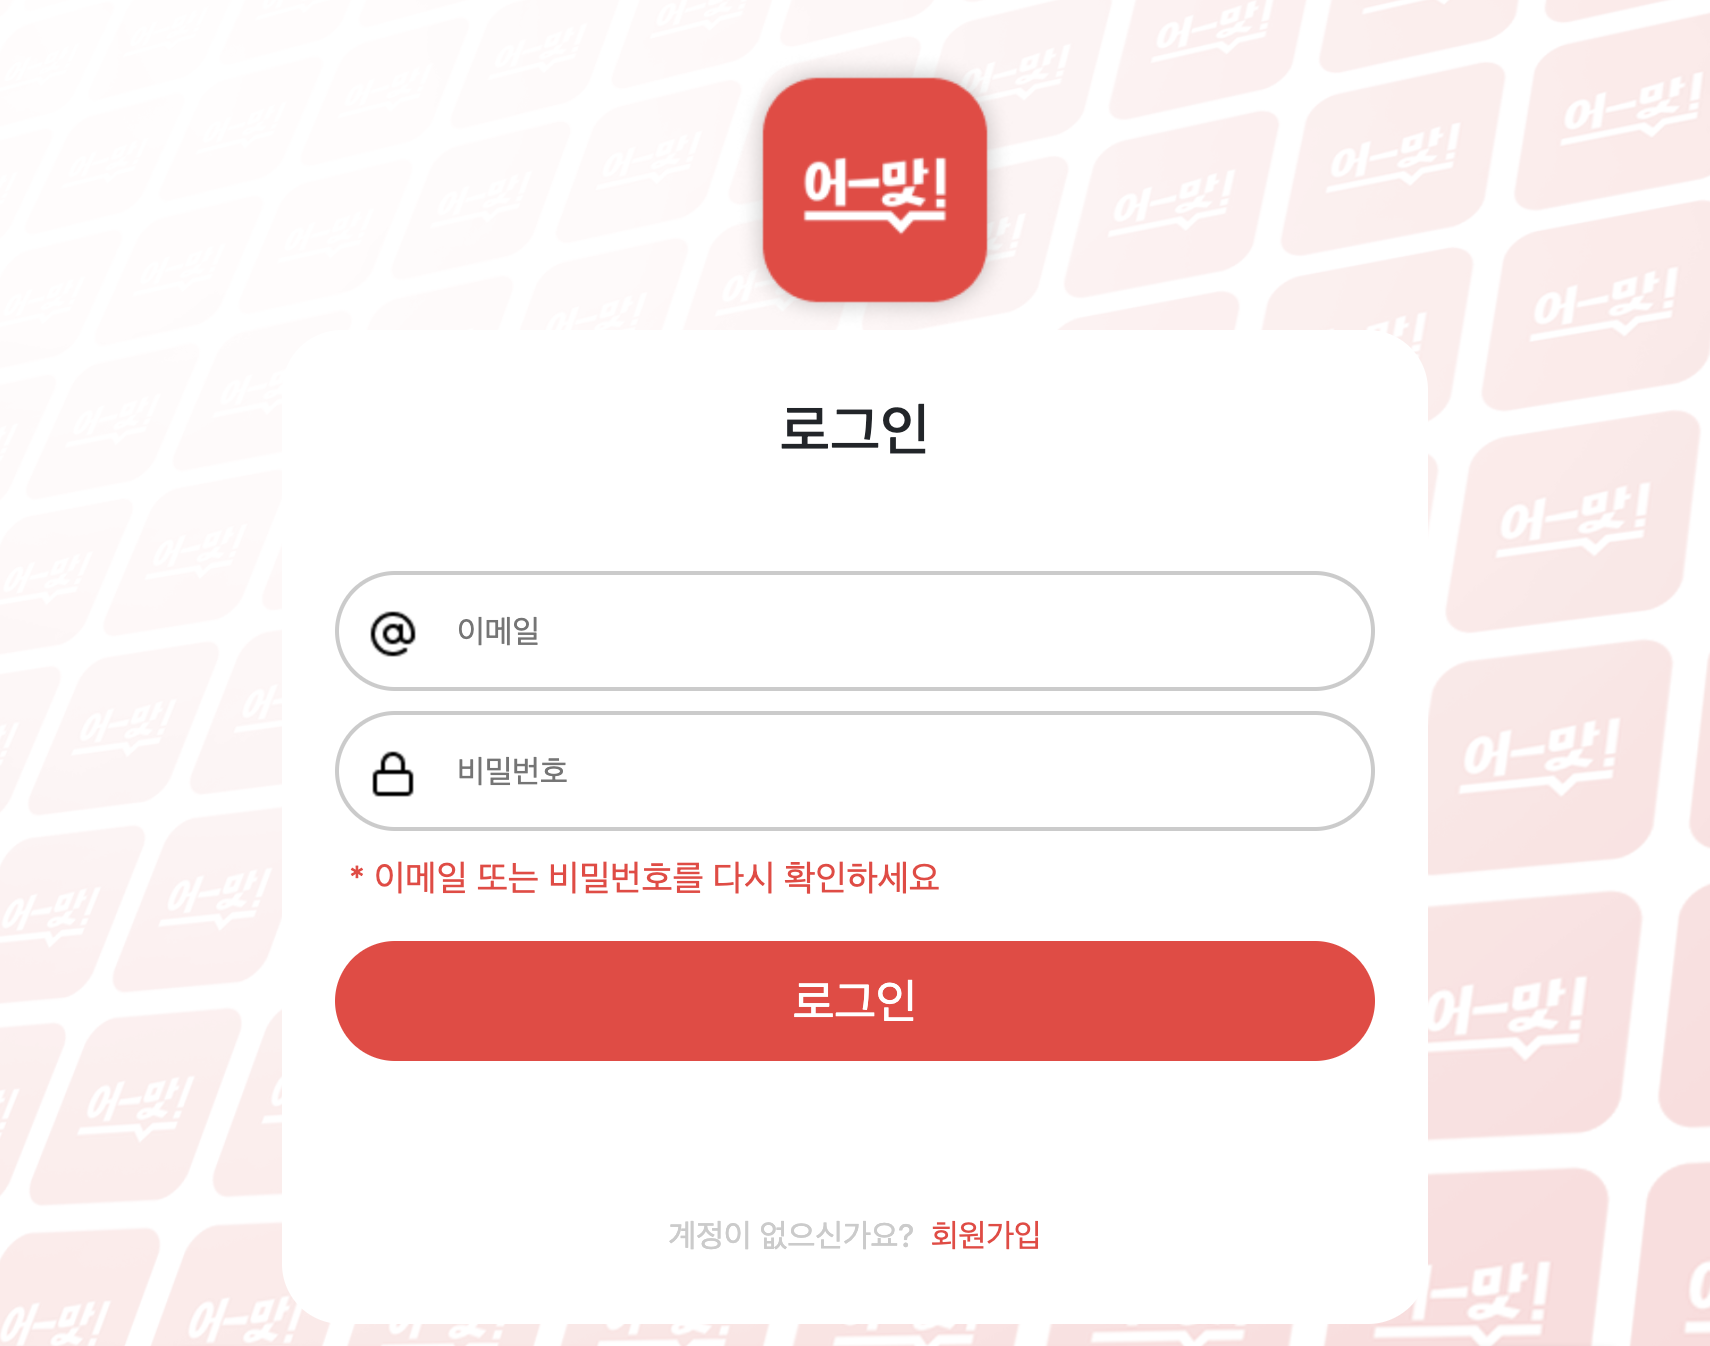 어-맛!
로그인
@ 이메일
비밀번호
* 이메일 또는 비밀번호를 다시 확인하세요
로그인
계정이 없으신가요? 회원가입